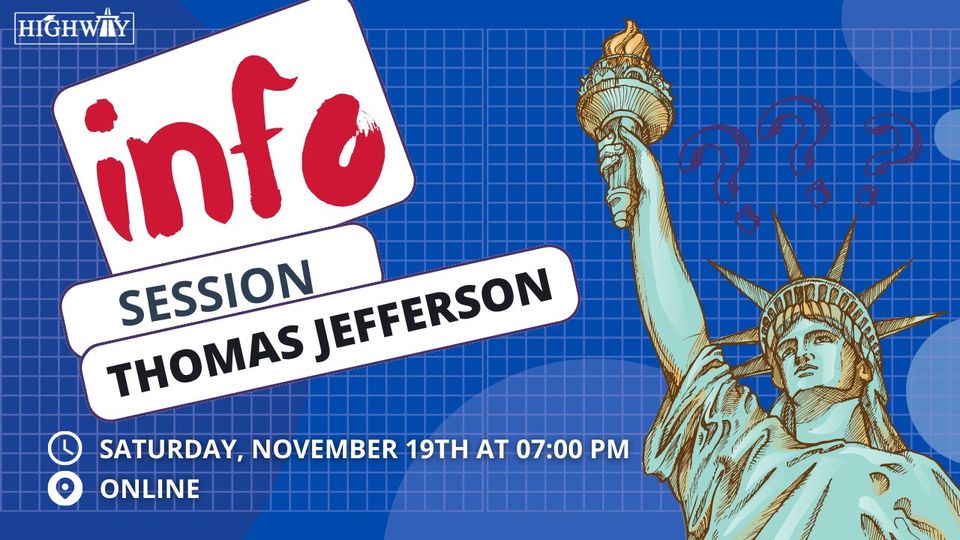 HIGHWAY
info
SESSION
THOMAS JEFFERSON
SATURDAY, NOVEMBER 19TH AT 07:00 PM
ONLINE
???